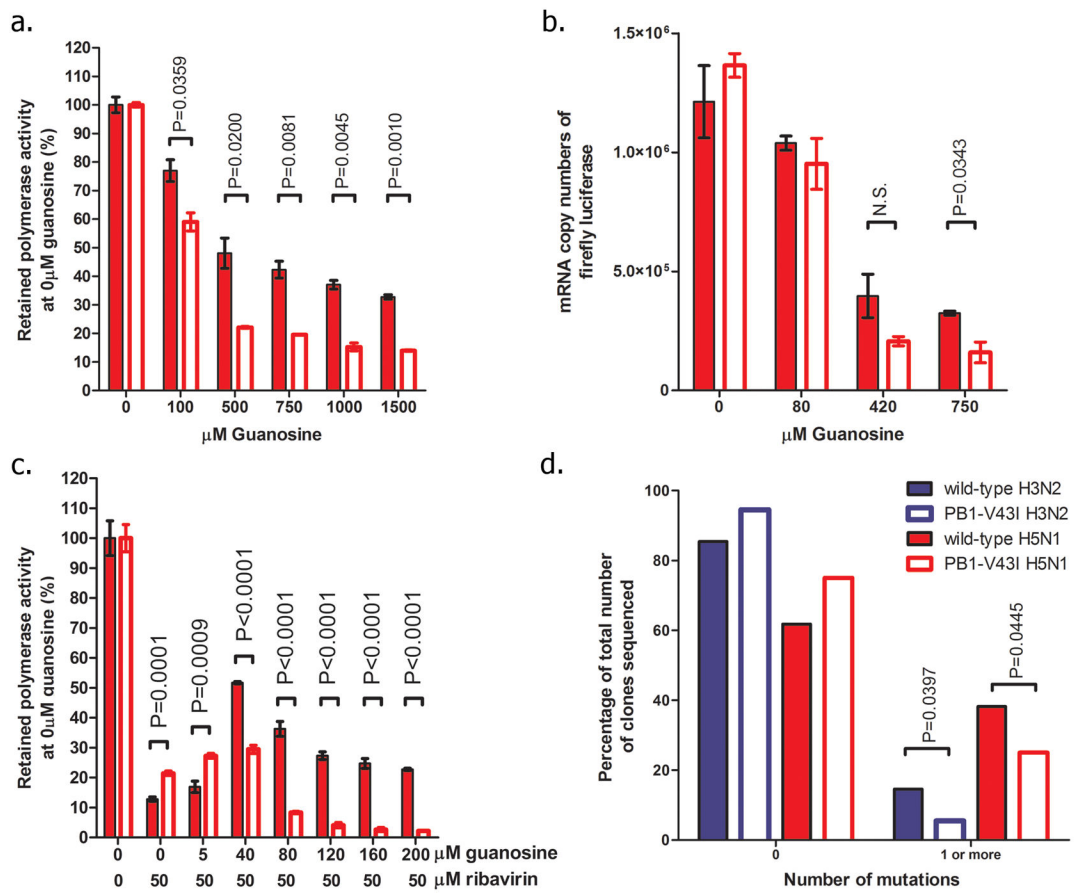 a.
Retained polymerase activity
at 0µM guanosine (%)
120
110
100
90
80
70
60
50
40
30
20
10
0
P=0.0359
P=0.0200
P=0.0081
P=0.0045
P=0.0010
0 100 500 750 1000 1500
µM Guanosine
b.
mRNA copy numbers of
firefly luciferase
1.5×10⁶
1.0×10⁶
5.0×10⁵
0
N.S.
P=0.0343
0 80 420 750
µM Guanosine
c.
Retained polymerase activity
at 0µM guanosine (%)
120
110
100
90
80
70
60
50
40
30
20
10
0
P=0.0001
P=0.0009
P<0.0001
P<0.0001
P<0.0001
P<0.0001
P<0.0001
0 0 5 40 80 120 160 200 µM guanosine
0 50 50 50 50 50 50 50 µM ribavirin
d.
Percentage of total number
of clones sequenced
100
80
60
40
20
0
wild-type H3N2
PB1-V43I H3N2
wild-type H5N1
PB1-V43I H5N1
P=0.0397
P=0.0445
0 1 or more
Number of mutations